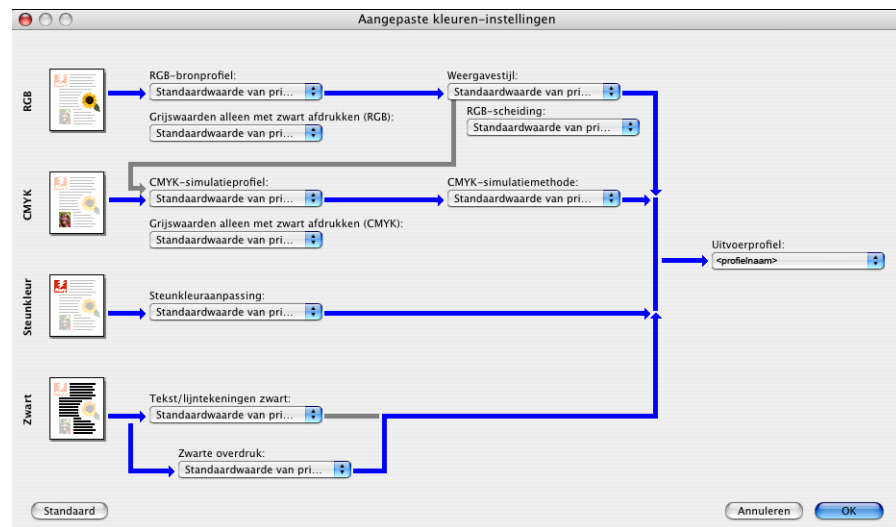 Aangepaste kleuren-instellingen
RGB
RGB-bronprofiel:
Standaardwaarde van pri...
Grijswaarden alleen met zwart afdrukken (RGB):
Standaardwaarde van pri...
Weergavestijl:
Standaardwaarde van pri...
RGB-scheiding:
Standaardwaarde van pri...
CMYK
CMYK-simulatieprofiel:
Standaardwaarde van pri...
Grijswaarden alleen met zwart afdrukken (CMYK):
Standaardwaarde van pri...
CMYK-simulatiemethode:
Standaardwaarde van pri...
Uitvoerprofiel:
<profielnaam>
Steunkleur
Steunkleuraanpassing:
Standaardwaarde van pri...
Zwart
Tekst/lijntekeningen zwart:
Standaardwaarde van pri...
Zwarte overdruk:
Standaardwaarde van pri...
Standaard
Annuleren
OK